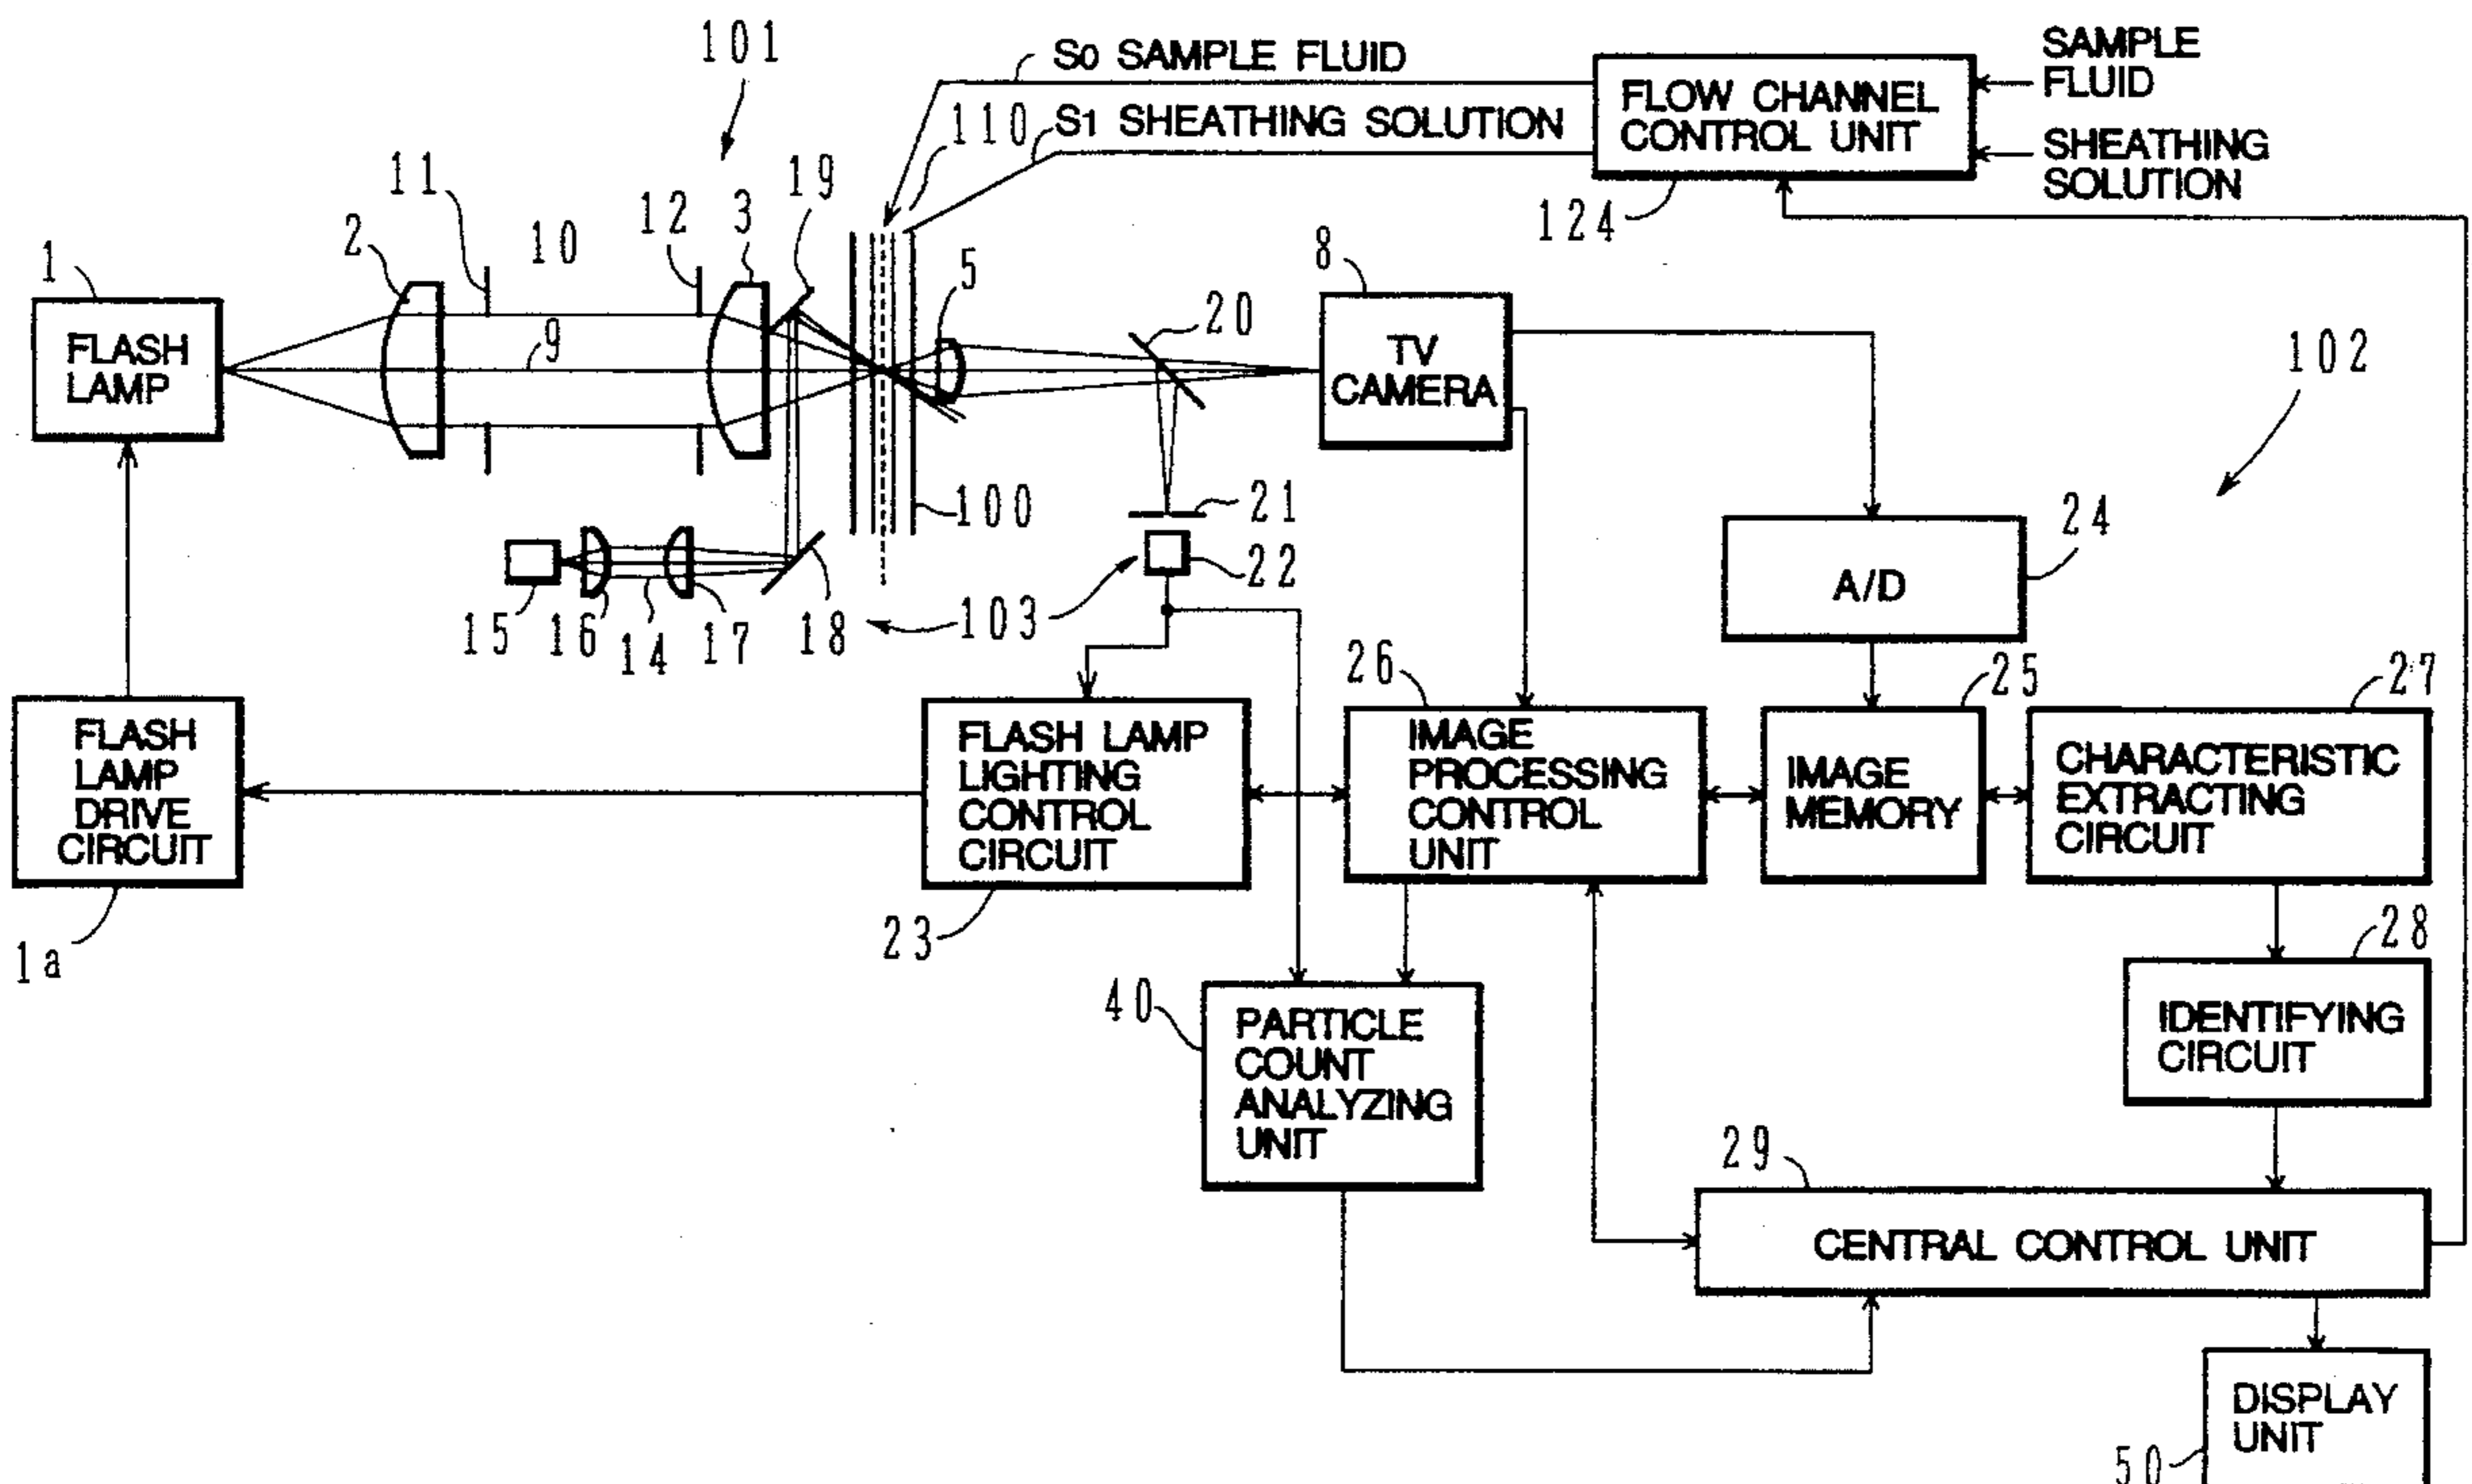 101
S0 SAMPLE FLUID
SAMPLE
FLUID
FLOW CHANNEL
CONTROL UNIT
110
S1 SHEATHING SOLUTION
SHEATHING
SOLUTION
124
11
10
12
3
19
2
1
5
8
20
9
FLASH
LAMP
TV
CAMERA
102
100
21
22
24
A/D
15
16
14
17
18
103
26
25
27
FLASH
LAMP
DRIVE
CIRCUIT
FLASH LAMP
LIGHTING
CONTROL
CIRCUIT
IMAGE
PROCESSING
CONTROL
UNIT
IMAGE
MEMORY
CHARACTERISTIC
EXTRACTING
CIRCUIT
1a
23
28
40
PARTICLE
COUNT
ANALYZING
UNIT
IDENTIFYING
CIRCUIT
29
CENTRAL CONTROL UNIT
DISPLAY
UNIT
50